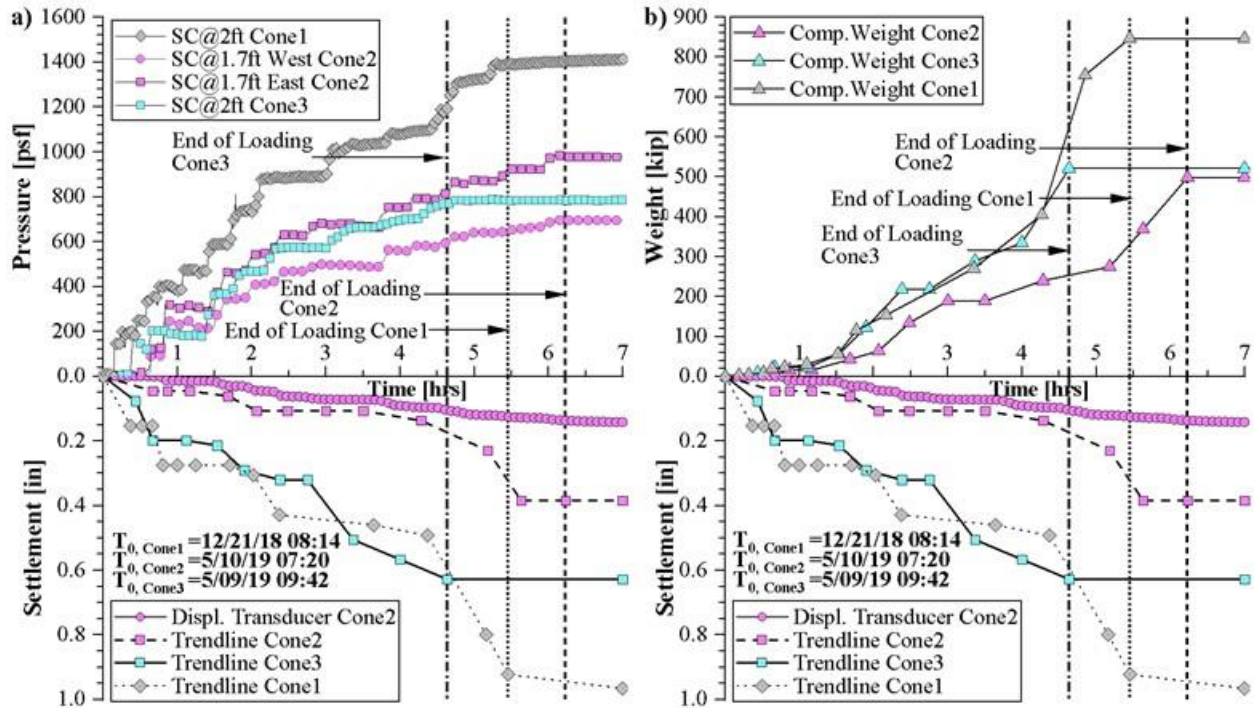 a)
1600
1400
1200
1000
800
600
400
200
0.0
0.2
0.4
0.6
0.8
1.0
Pressure [psf]
Settlement [in]
SC@2ft Cone1
SC@1.7ft West Cone2
SC@1.7ft East Cone2
SC@2ft Cone3
End of Loading
Cone3
End of Loading
Cone2
End of Loading Cone1
1 2 3 4 5 6 7
Time [hrs]
T0, Cone1=12/21/18 08:14
T0, Cone2=5/10/19 07:20
T0, Cone3=5/09/19 09:42
Displ. Transducer Cone2
Trendline Cone2
Trendline Cone3
Trendline Cone1
b)
900
800
700
600
500
400
300
200
100
0.0
0.2
0.4
0.6
0.8
1.0
Weight [kip]
Settlement [in]
Comp.Weight Cone2
Comp.Weight Cone3
Comp.Weight Cone1
End of Loading
Cone2
End of Loading
Cone1
End of Loading
Cone3
1 2 3 4 5 6 7
Time [hrs]
T0, Cone1=12/21/18 08:14
T0, Cone2=5/10/19 07:20
T0, Cone3=5/09/19 09:42
Displ. Transducer Cone2
Trendline Cone2
Trendline Cone3
Trendline Cone1